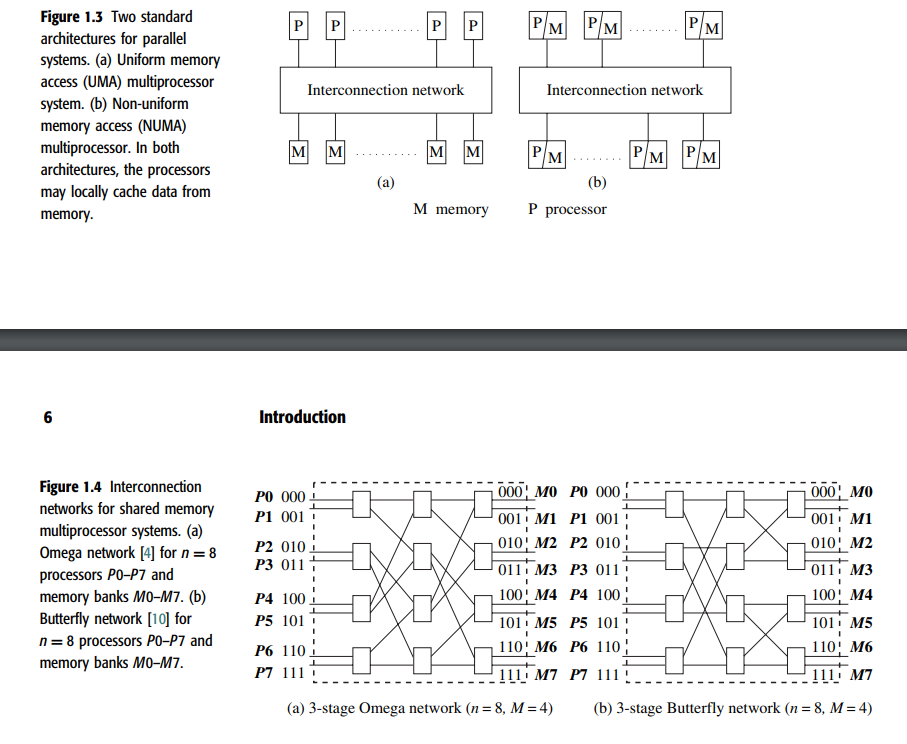 Figure 1.3 Two standard
architectures for parallel
systems. (a) Uniform memory
access (UMA) multiprocessor
system. (b) Non-uniform
memory access (NUMA)
multiprocessor. In both
architectures, the processors
may locally cache data from
memory.
P P .......... P P
Interconnection network
M M .......... M M
(a)
P/M P/M ........ P/M
Interconnection network
P/M ........ P/M P/M
(b)
M memory P processor
6 Introduction
Figure 1.4 Interconnection
networks for shared memory
multiprocessor systems. (a)
Omega network [4] for n = 8
processors P0–P7 and
memory banks M0–M7. (b)
Butterfly network [10] for
n = 8 processors P0–P7 and
memory banks M0–M7.
P0 000 000 M0
P1 001 001 M1
P2 010 010 M2
P3 011 011 M3
P4 100 100 M4
P5 101 101 M5
P6 110 110 M6
P7 111 111 M7
(a) 3-stage Omega network (n = 8, M = 4)
P0 000 000 M0
P1 001 001 M1
P2 010 010 M2
P3 011 011 M3
P4 100 100 M4
P5 101 101 M5
P6 110 110 M6
P7 111 111 M7
(b) 3-stage Butterfly network (n = 8, M = 4)